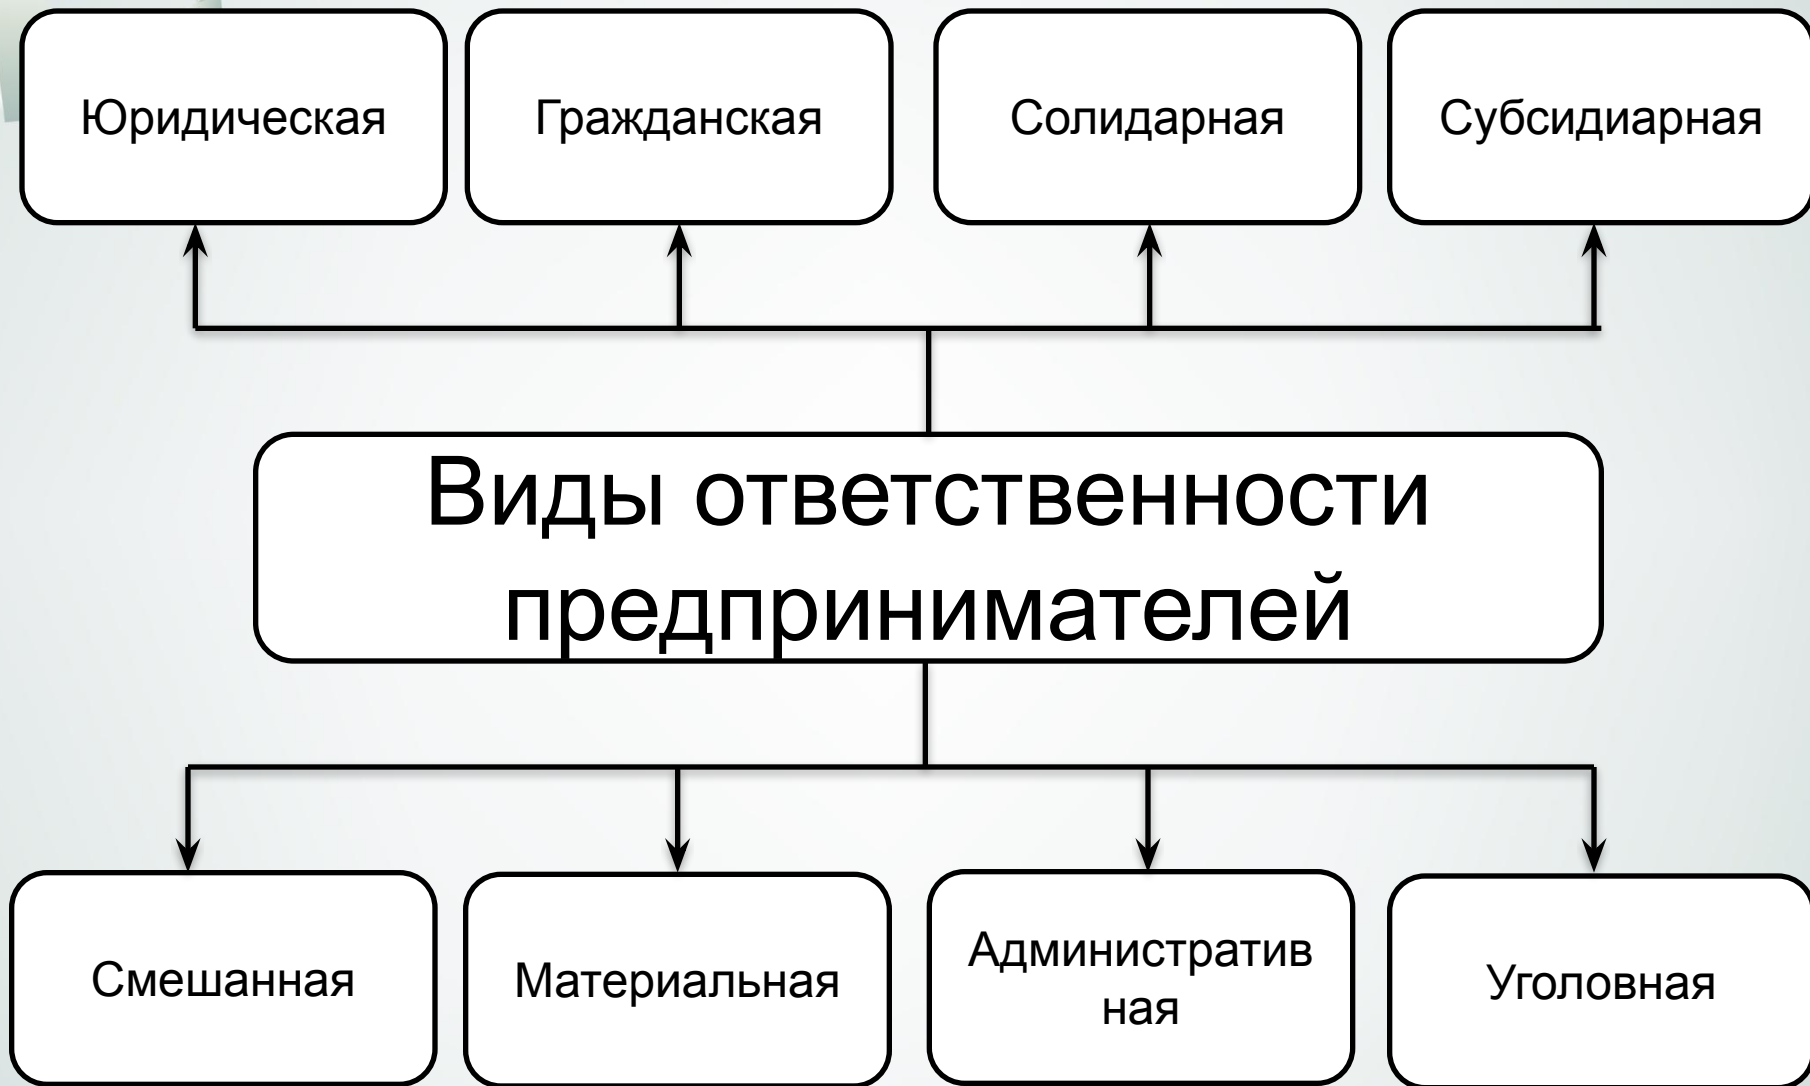 Юридическая
Гражданская
Солидарная
Субсидиарная
Виды ответственности
предпринимателей
Смешанная
Материальная
Административ
ная
Уголовная